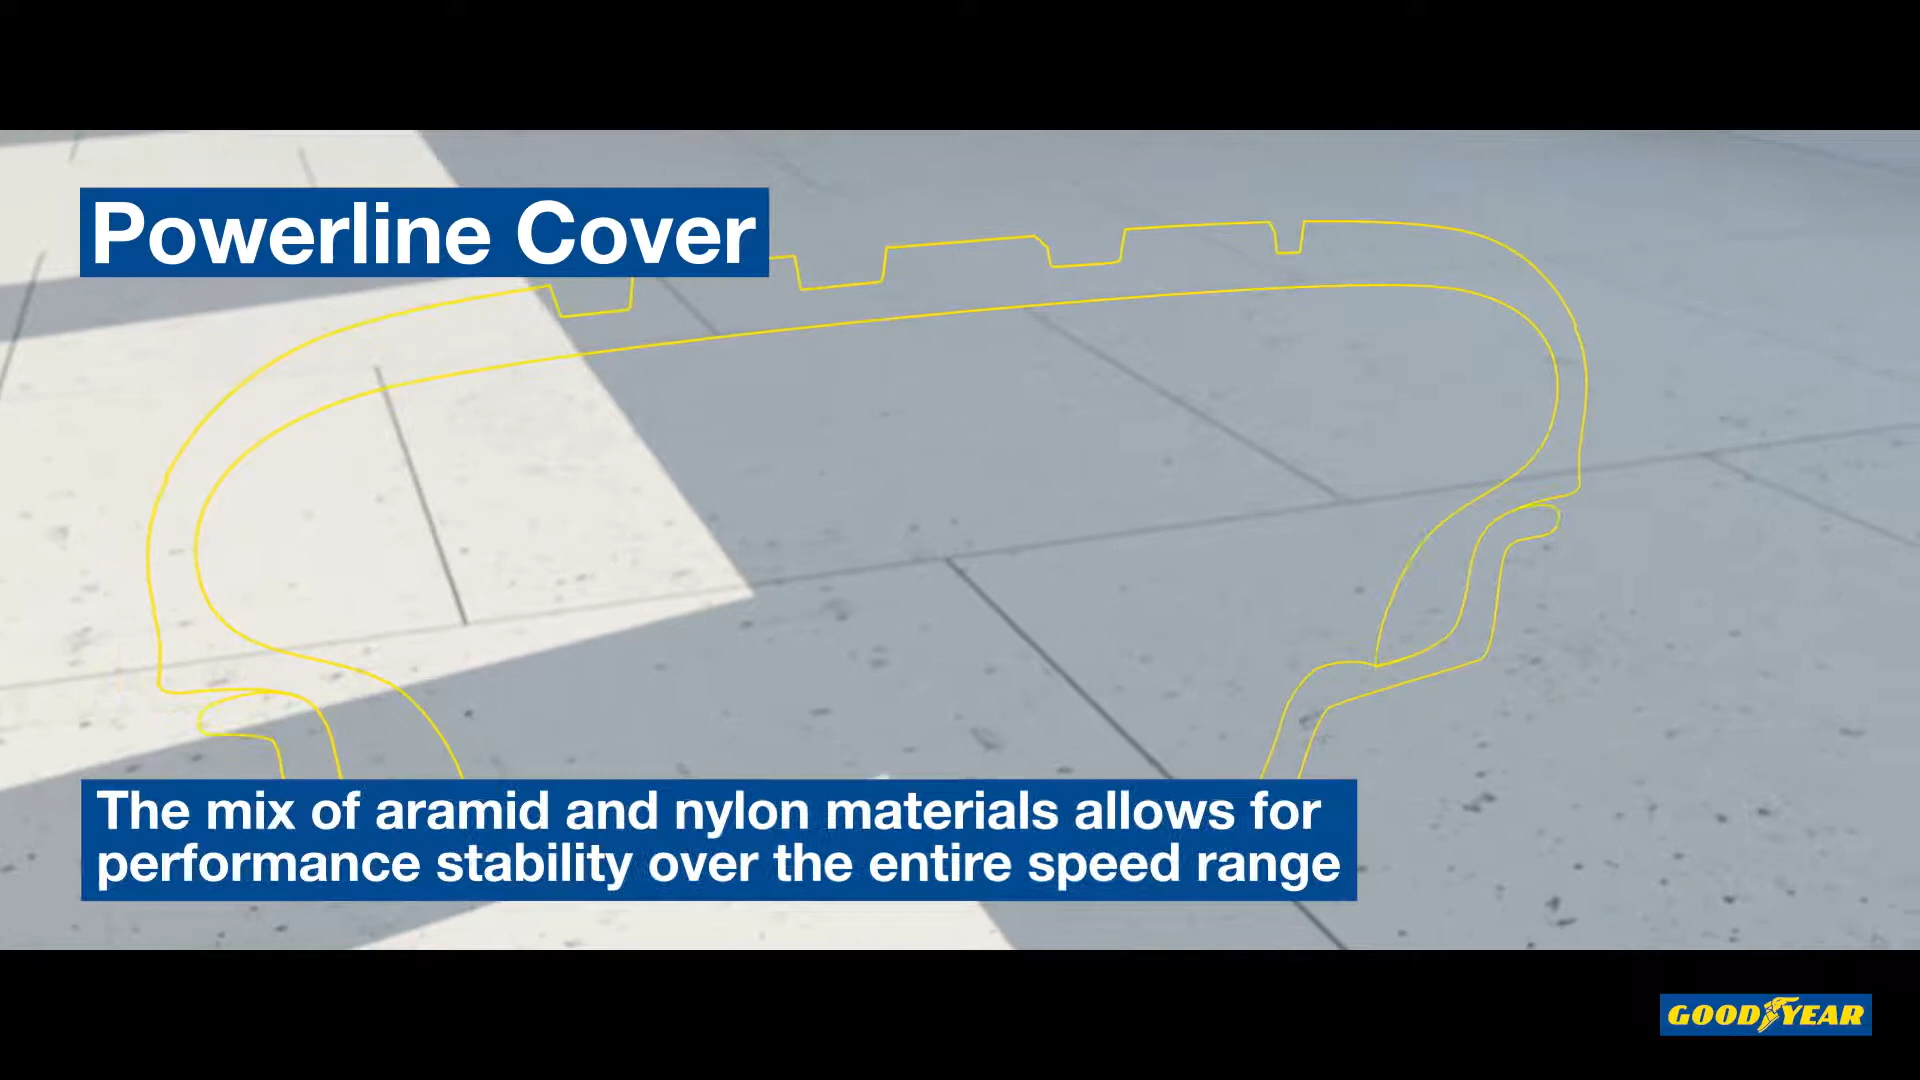 Powerline Cover
The mix of aramid and nylon materials allows for
performance stability over the entire speed range
GOODYEAR